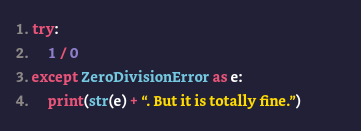 1. try:
2.     1 / 0
3. except ZeroDivisionError as e:
4.     print(str(e) + “. But it is totally fine.”)